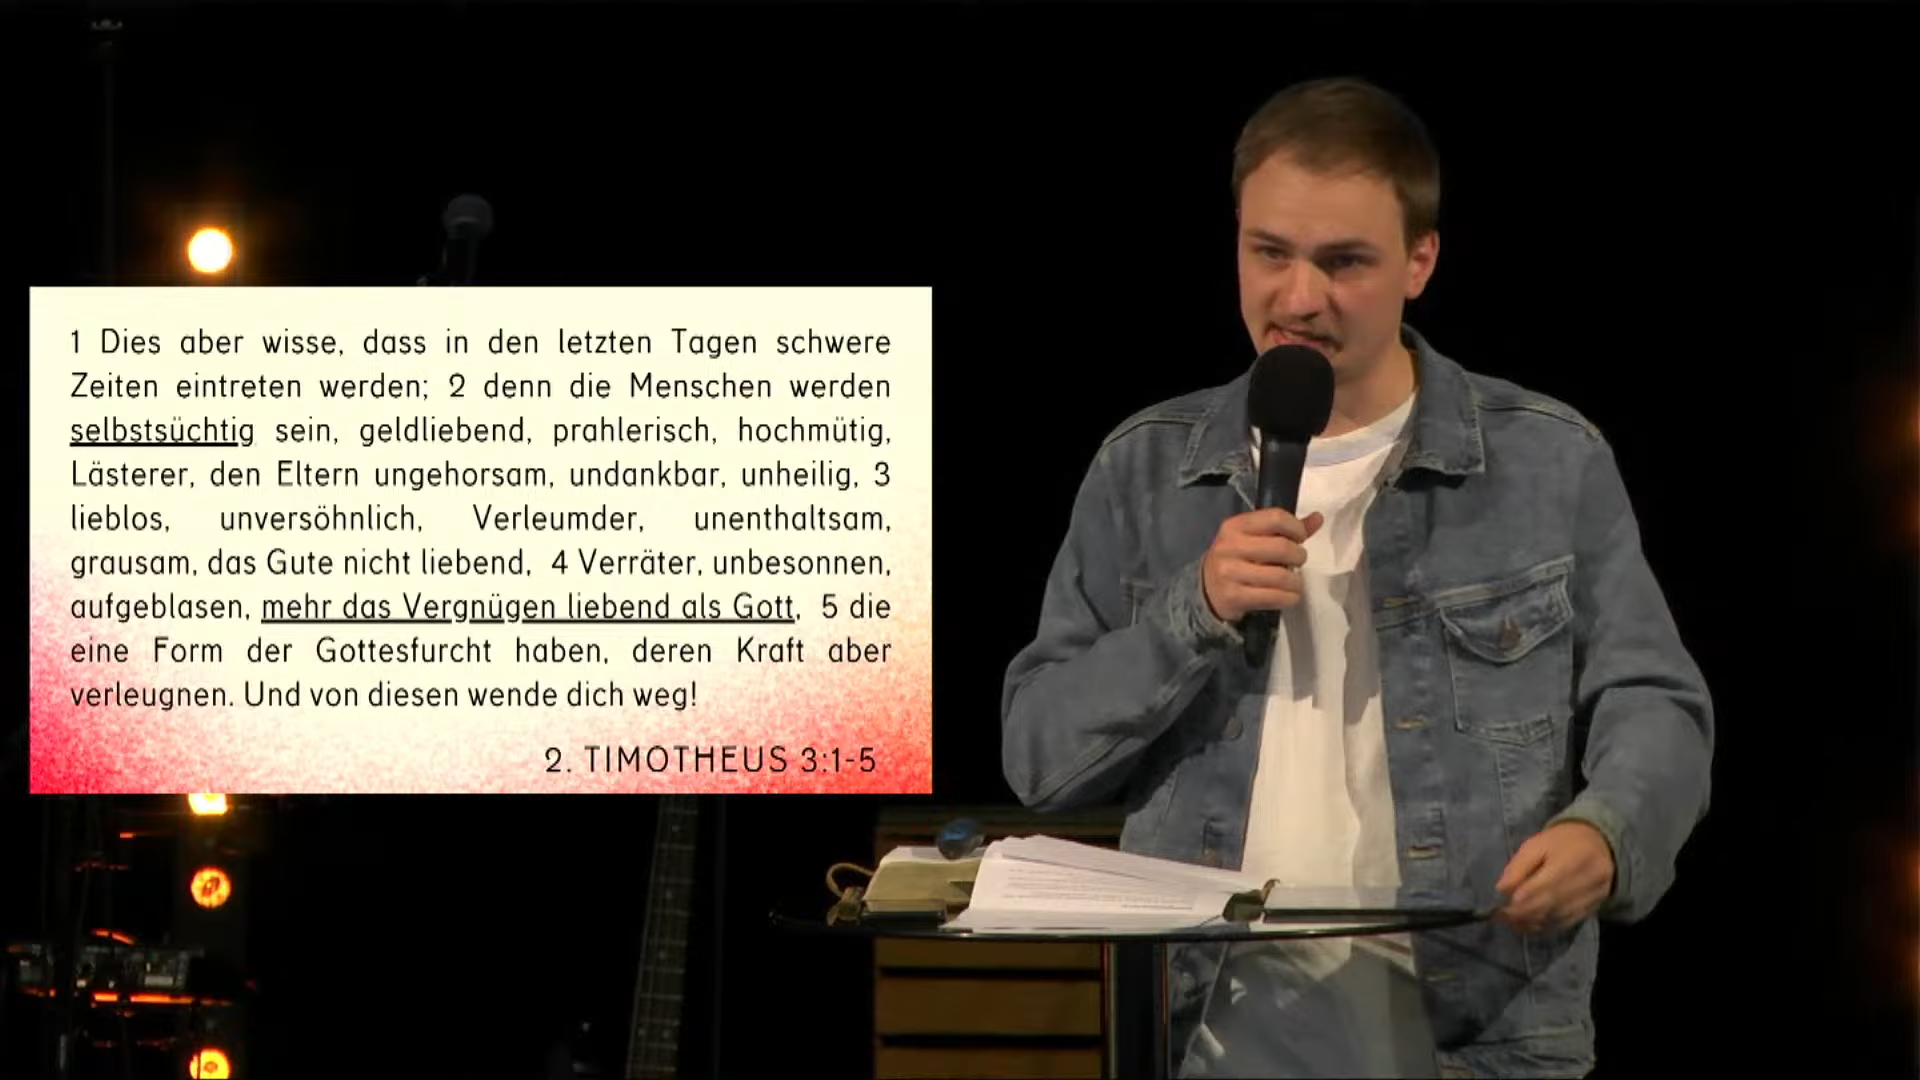 1 Dies aber wisse, dass in den letzten Tagen schwere
Zeiten eintreten werden; 2 denn die Menschen werden
selbstsüchtig sein, geldliebend, prahlerisch, hochmütig,
Lästerer, den Eltern ungehorsam, undankbar, unheilig, 3
lieblos, unversöhnlich, Verleumder, unenthaltsam,
grausam, das Gute nicht liebend, 4 Verräter, unbesonnen,
aufgeblasen, mehr das Vergnügen liebend als Gott, 5 die
eine Form der Gottesfurcht haben, deren Kraft aber
verleugnen. Und von diesen wende dich weg!
2. TIMOTHEUS 3:1-5